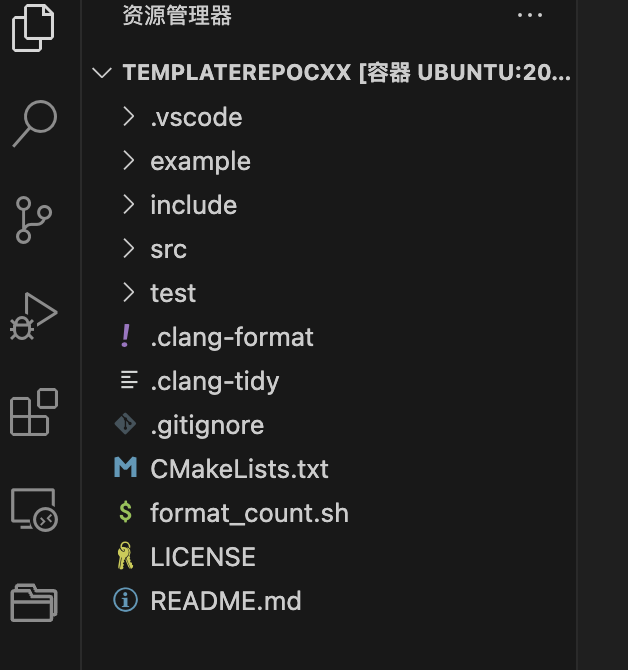 资源管理器
TEMPLATEREPOCXX [容器 UBUNTU:20...
.vscode
example
include
src
test
.clang-format
.clang-tidy
.gitignore
CMakeLists.txt
format_count.sh
LICENSE
README.md